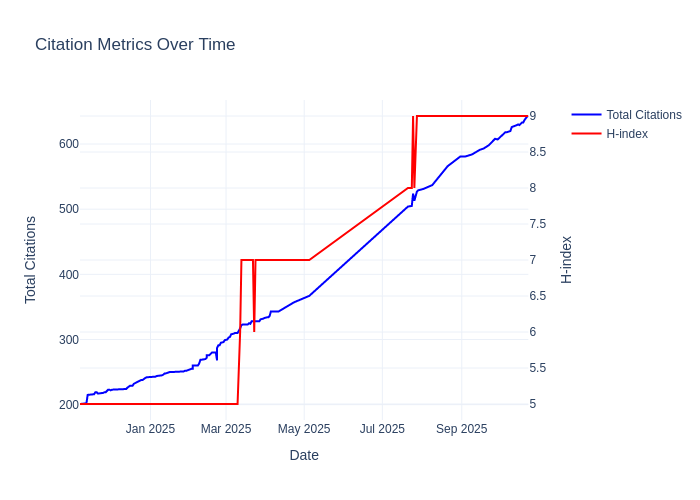 Citation Metrics Over Time
Total Citations
H-index
600
500
400
300
200
9
8.5
8
7.5
7
6.5
6
5.5
5
Jan 2025
Mar 2025
May 2025
Jul 2025
Sep 2025
Date
Total Citations
H-index